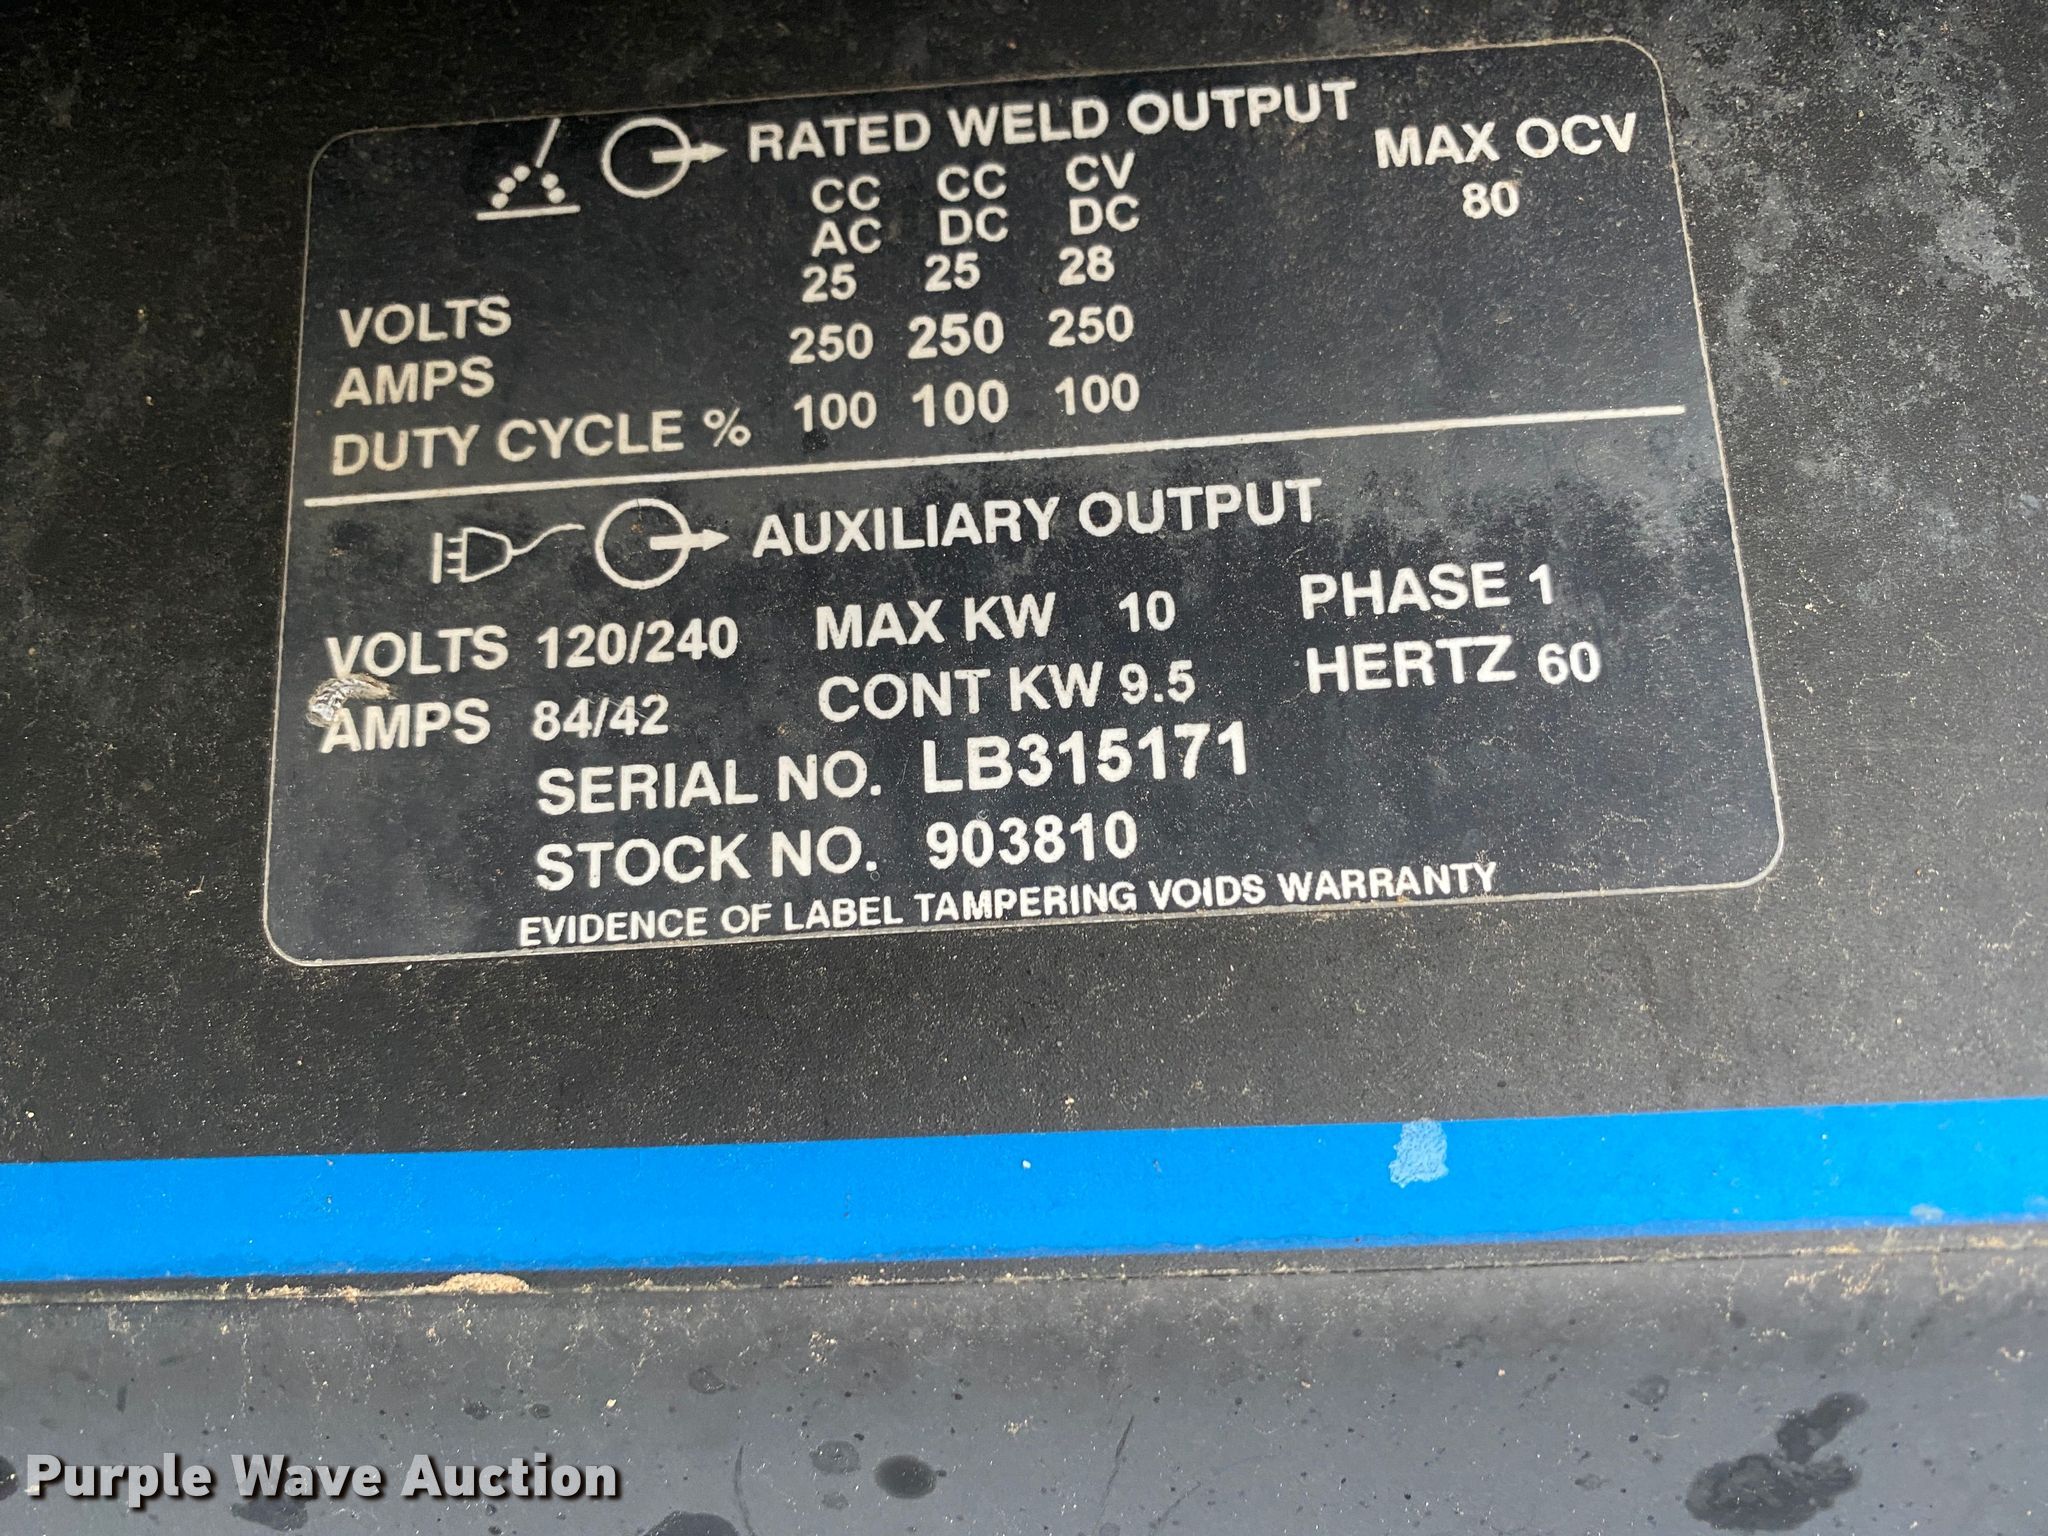 RATED WELD OUTPUT
MAX OCV
80
CC CC CV
AC DC DC
VOLTS 25 25 28
AMPS 250 250 250
DUTY CYCLE % 100 100 100
AUXILIARY OUTPUT
VOLTS 120/240 MAX KW 10 PHASE 1
AMPS 84/42 CONT KW 9.5 HERTZ 60
SERIAL NO. LB315171
STOCK NO. 903810
EVIDENCE OF LABEL TAMPERING VOIDS WARRANTY
Purple Wave Auction